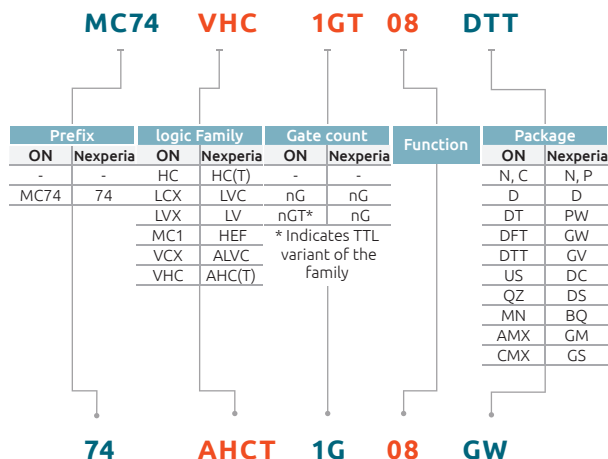 MC74 VHC 1GT 08 DTT
Prefix logic Family Gate count Function Package
ON Nexperia ON Nexperia ON Nexperia ON Nexperia
- - HC HC(T) - - N, C N, P
MC74 74 LCX LVC nG nG D D
LVX LV nGT* nG DT PW
MC1 HEF * Indicates TTL DFT GW
VCX ALVC variant of the DTT GV
VHC AHC(T) family US DC
QZ DS
MN BQ
AMX GM
CMX GS
74 AHCT 1G 08 GW